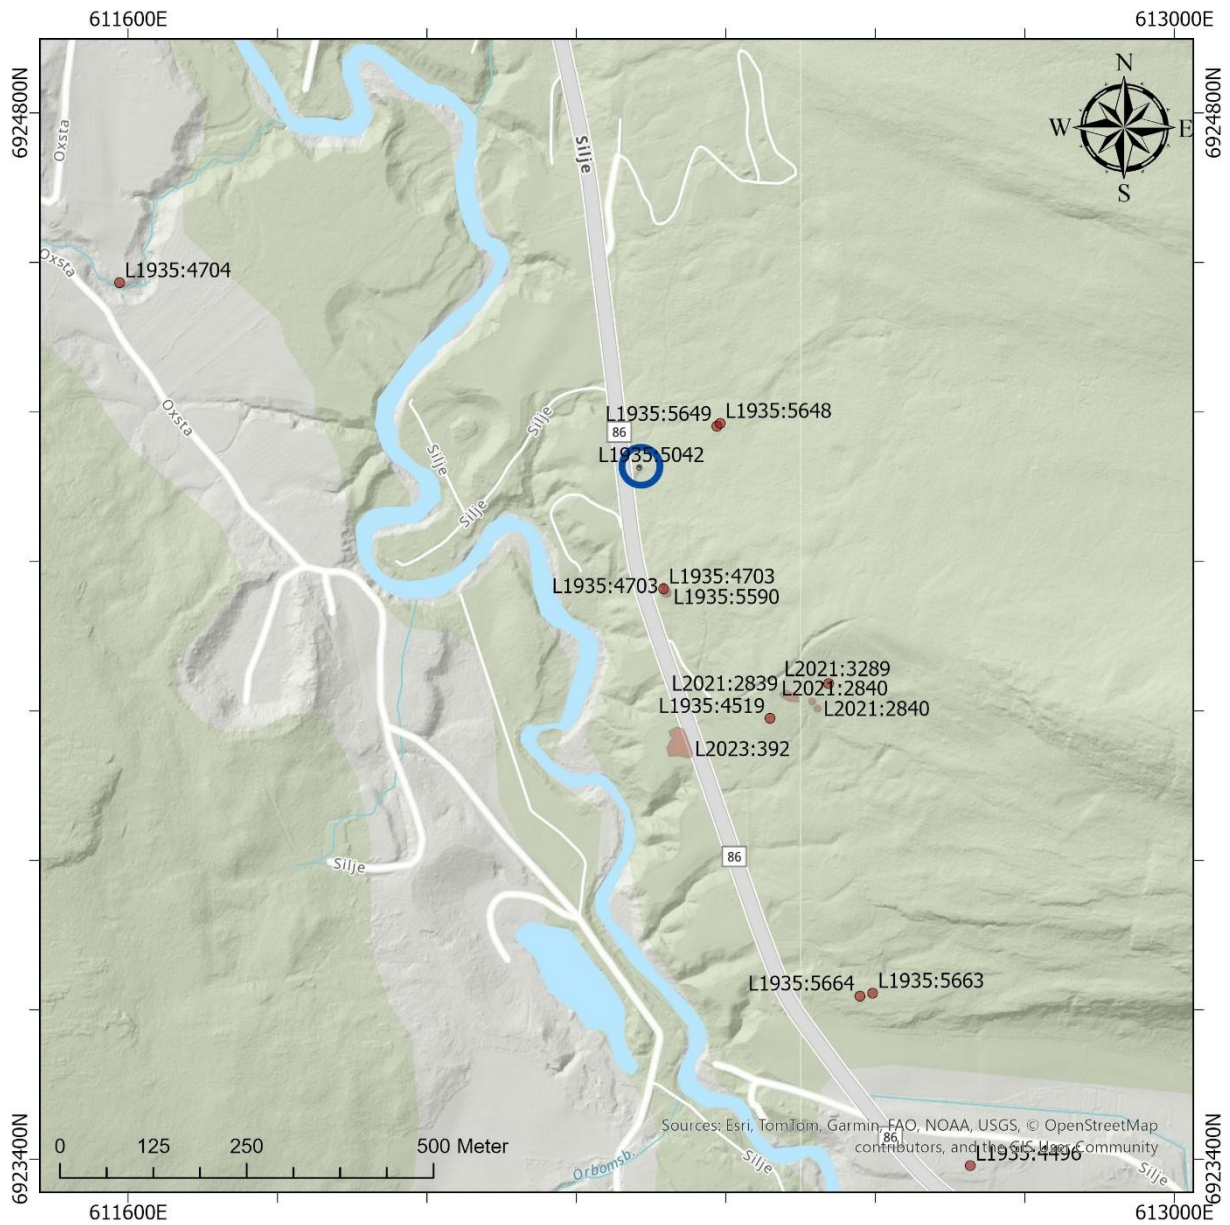 611600E
613000E
6924800N
6924800N
N
W
E
S
Oxsta
Silje
Oxsta
L1935:4704
Oxsta
Silje
Silje
Silje
L1935:5649
L1935:5648
86
L1935:5042
L1935:4703
L1935:4703
L1935:5590
L2021:3289
L2021:2839
L2021:2840
L1935:4519
L2021:2840
L2023:392
86
Silje
L1935:5664
L1935:5663
0 125 250 500 Meter
Sources: Esri, TomTom, Garmin, FAO, NOAA, USGS, © OpenStreetMap
contributors, and the GIS User Community
86
L1935:4496
Örbomsb.
Silje
Silje
6923400N
6923400N
611600E
613000E